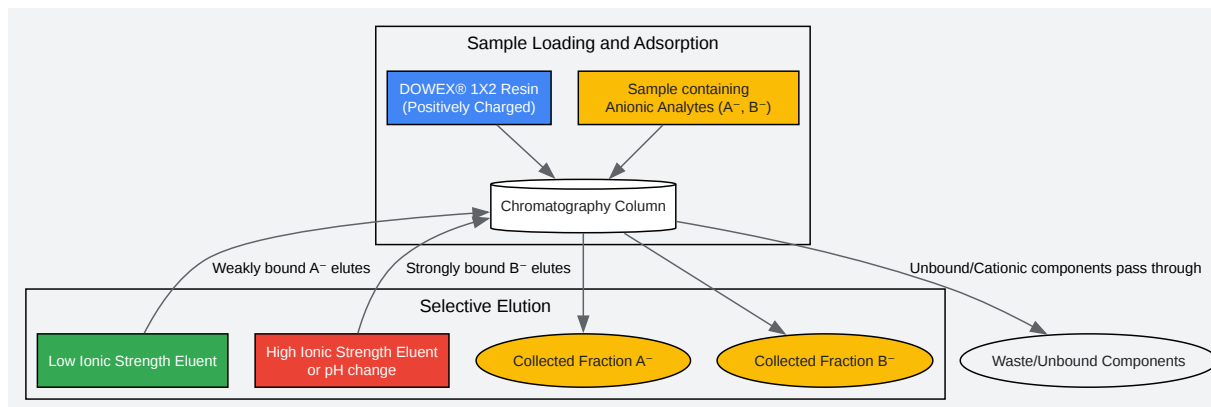 Sample Loading and Adsorption
DOWEX® 1X2 Resin
(Positively Charged)
Sample containing
Anionic Analytes (A⁻, B⁻)
Chromatography Column
Weakly bound A⁻ elutes
Strongly bound B⁻ elutes
Unbound/Cationic components pass through
Selective Elution
Low Ionic Strength Eluent
High Ionic Strength Eluent
or pH change
Collected Fraction A⁻
Collected Fraction B⁻
Waste/Unbound Components